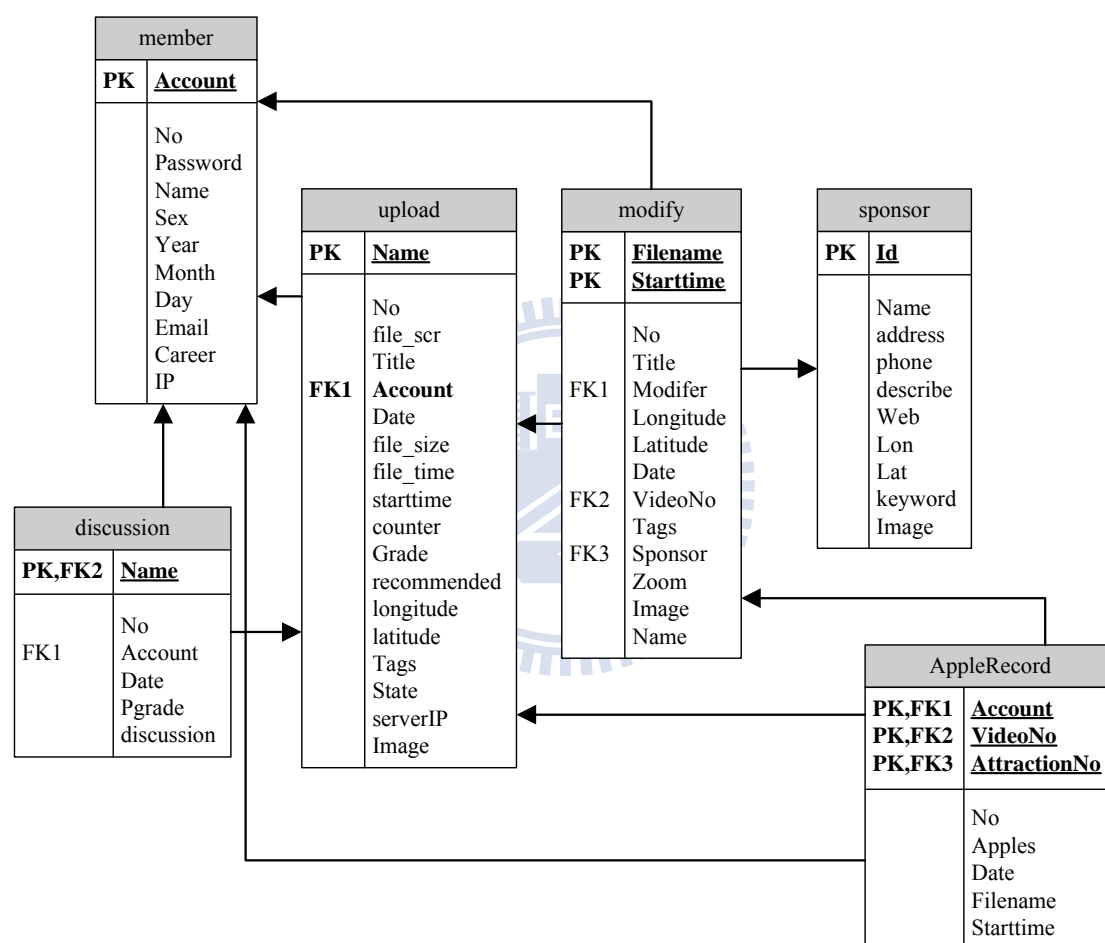 member
PK Account
No
Password
Name
Sex
Year
Month
Day
Email
Career
IP
upload
PK Name
No
file_scr
Title
FK1 Account
Date
file_size
file_time
starttime
counter
Grade
recommended
longitude
latitude
Tags
State
serverIP
Image
modify
PK Filename
PK Starttime
No
Title
FK1 Modifer
Longitude
Latitude
Date
FK2 VideoNo
Tags
FK3 Sponsor
Zoom
Image
Name
sponsor
PK Id
Name
address
phone
describe
Web
Lon
Lat
keyword
Image
discussion
PK,FK2 Name
No
FK1 Account
Date
Pgrade
discussion
AppleRecord
PK,FK1 Account
PK,FK2 VideoNo
PK,FK3 AttractionNo
No
Apples
Date
Filename
Starttime